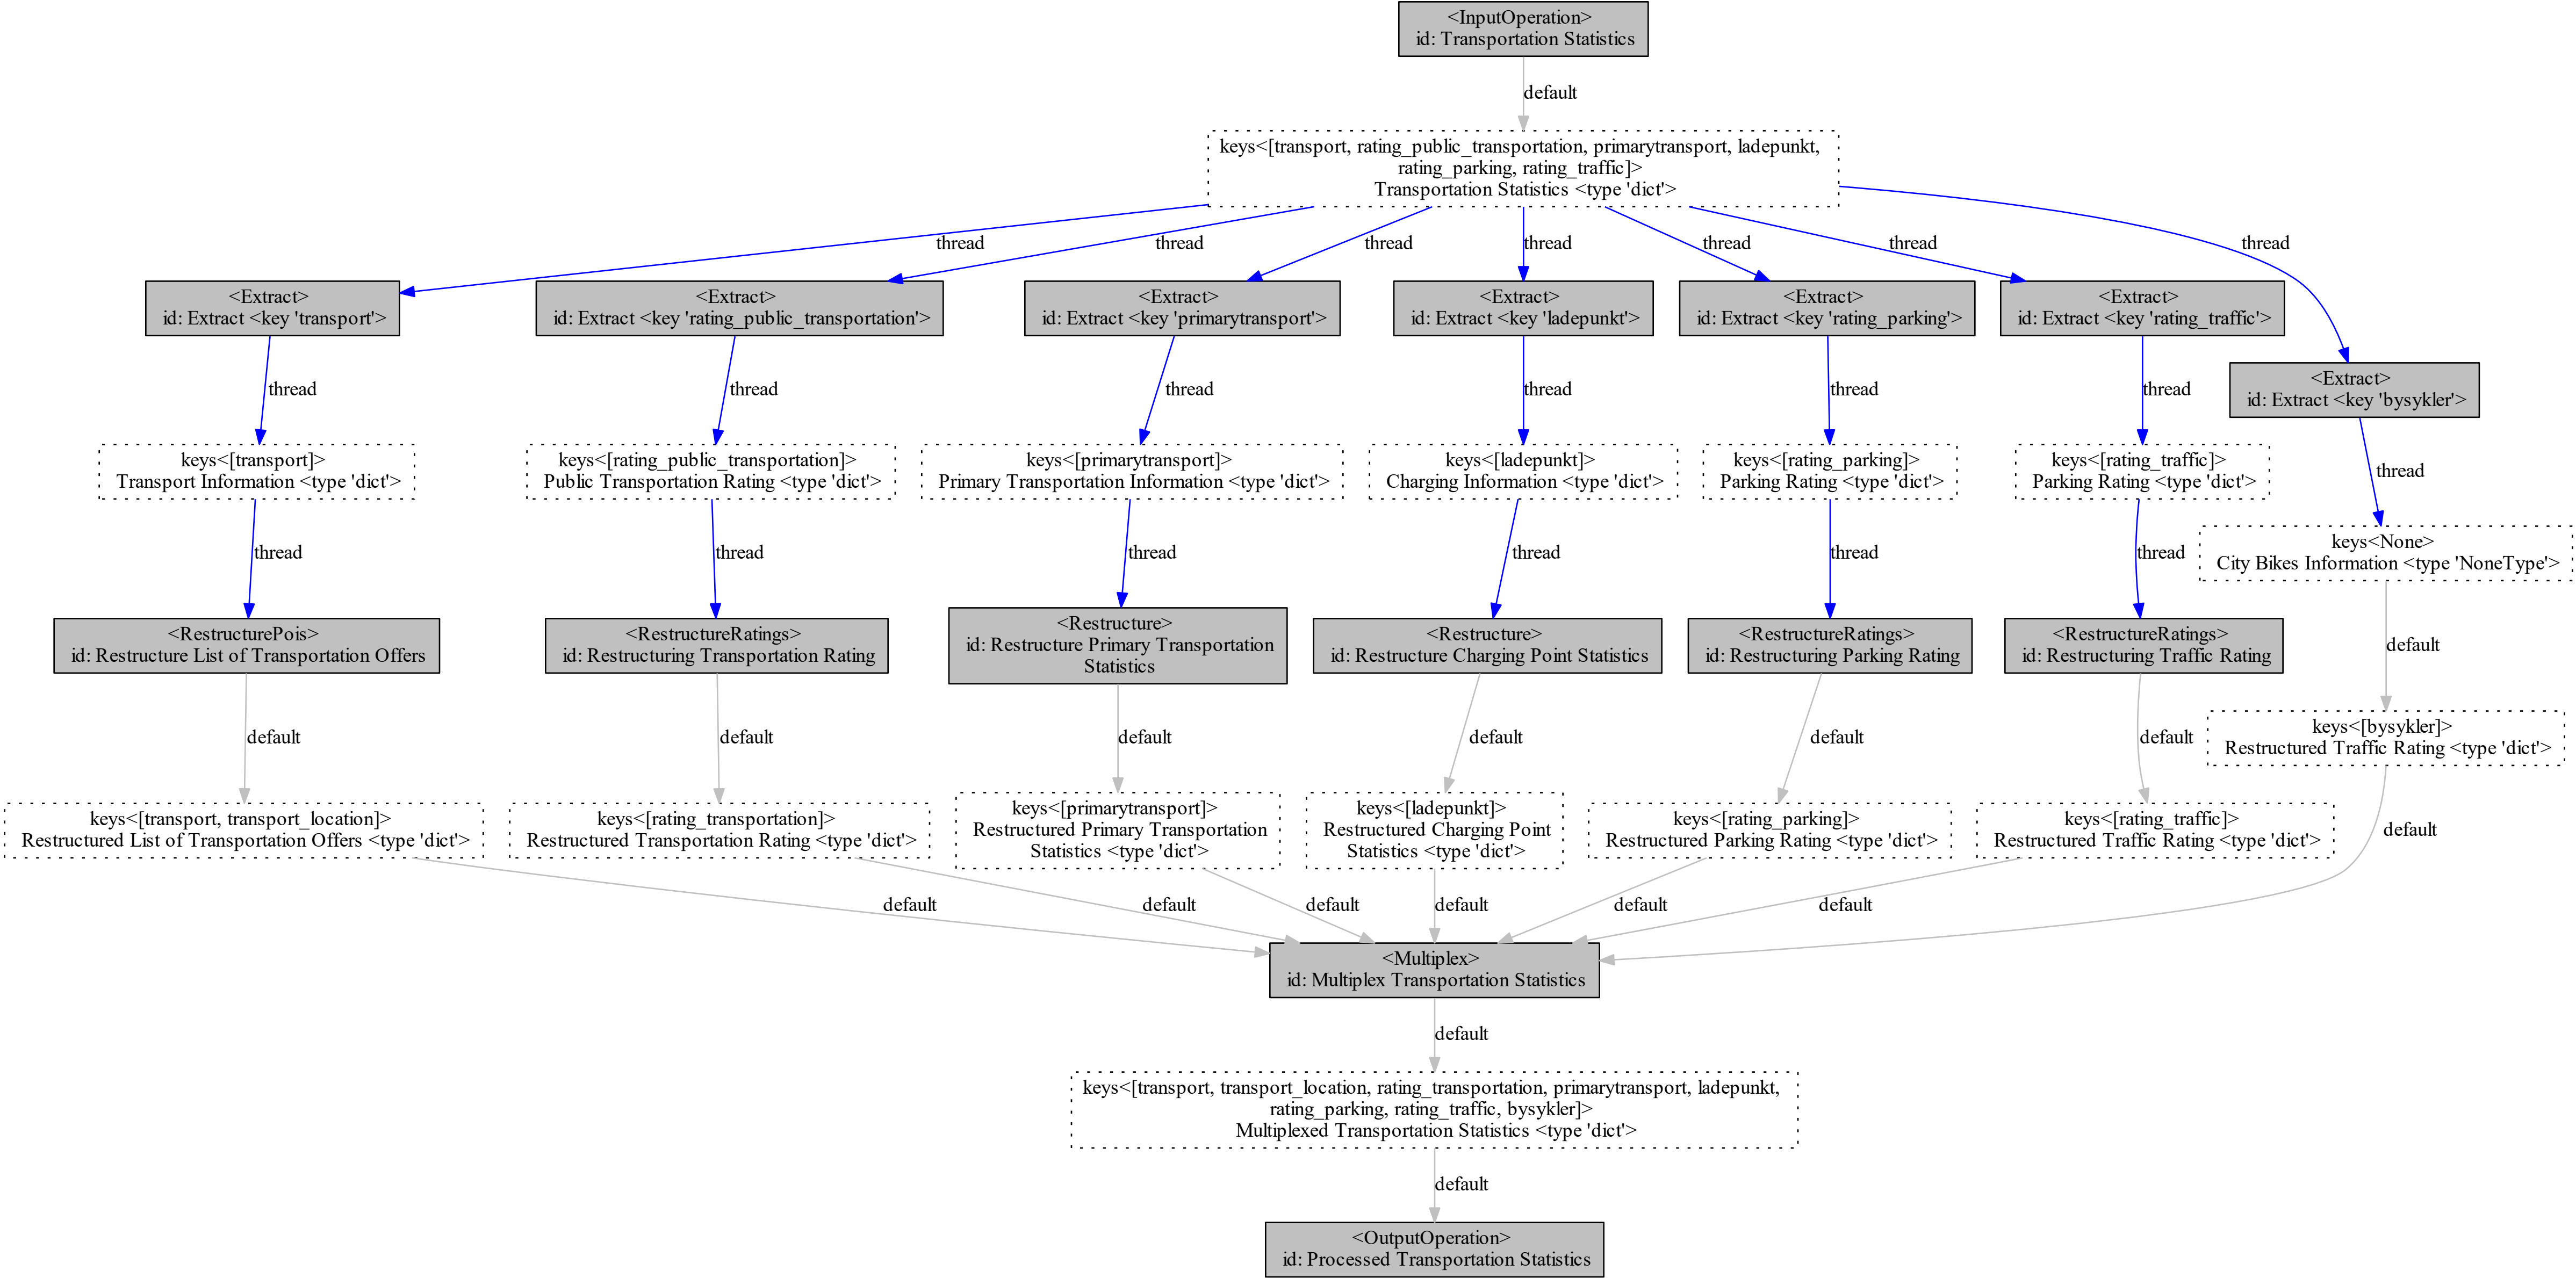 <InputOperation>
id: Transportation Statistics
default
keys<[transport, rating_public_transportation, primarytransport, ladepunkt,
rating_parking, rating_traffic]>
Transportation Statistics <type 'dict'>
thread
thread
thread
thread
thread
thread
thread
<Extract>
id: Extract <key 'transport'>
<Extract>
id: Extract <key 'rating_public_transportation'>
<Extract>
id: Extract <key 'primarytransport'>
<Extract>
id: Extract <key 'ladepunkt'>
<Extract>
id: Extract <key 'rating_parking'>
<Extract>
id: Extract <key 'rating_traffic'>
<Extract>
id: Extract <key 'bysykler'>
thread
thread
thread
thread
thread
thread
thread
keys<[transport]>
Transport Information <type 'dict'>
keys<[rating_public_transportation]>
Public Transportation Rating <type 'dict'>
keys<[primarytransport]>
Primary Transportation Information <type 'dict'>
keys<[ladepunkt]>
Charging Information <type 'dict'>
keys<[rating_parking]>
Parking Rating <type 'dict'>
keys<[rating_traffic]>
Parking Rating <type 'dict'>
keys<None>
City Bikes Information <type 'NoneType'>
thread
thread
thread
thread
thread
thread
default
<RestructurePois>
id: Restructure List of Transportation Offers
<RestructureRatings>
id: Restructuring Transportation Rating
<Restructure>
id: Restructure Primary Transportation
Statistics
<Restructure>
id: Restructure Charging Point Statistics
<RestructureRatings>
id: Restructuring Parking Rating
<RestructureRatings>
id: Restructuring Traffic Rating
keys<[bysykler]>
Restructured Traffic Rating <type 'dict'>
default
default
default
default
default
default
default
keys<[transport, transport_location]>
Restructured List of Transportation Offers <type 'dict'>
keys<[rating_transportation]>
Restructured Transportation Rating <type 'dict'>
keys<[primarytransport]>
Restructured Primary Transportation
Statistics <type 'dict'>
keys<[ladepunkt]>
Restructured Charging Point
Statistics <type 'dict'>
keys<[rating_parking]>
Restructured Parking Rating <type 'dict'>
keys<[rating_traffic]>
Restructured Traffic Rating <type 'dict'>
default
default
default
default
default
default
<Multiplex>
id: Multiplex Transportation Statistics
default
keys<[transport, transport_location, rating_transportation, primarytransport, ladepunkt,
rating_parking, rating_traffic, bysykler]>
Multiplexed Transportation Statistics <type 'dict'>
default
<OutputOperation>
id: Processed Transportation Statistics